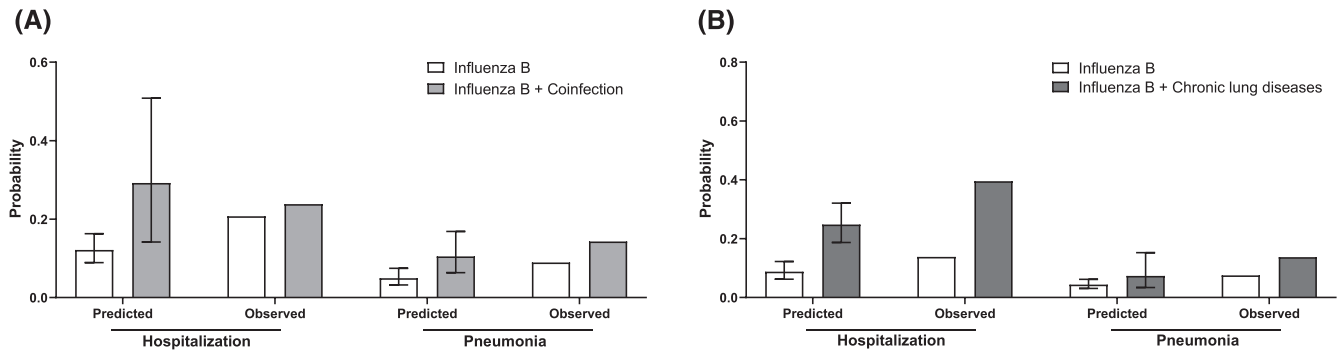 (A)
Probability
0.6
0.4
0.2
0.0
Influenza B
Influenza B + Coinfection
Predicted
Observed
Predicted
Observed
Hospitalization
Pneumonia
(B)
Probability
0.8
0.6
0.4
0.2
0.0
Influenza B
Influenza B + Chronic lung diseases
Predicted
Observed
Predicted
Observed
Hospitalization
Pneumonia